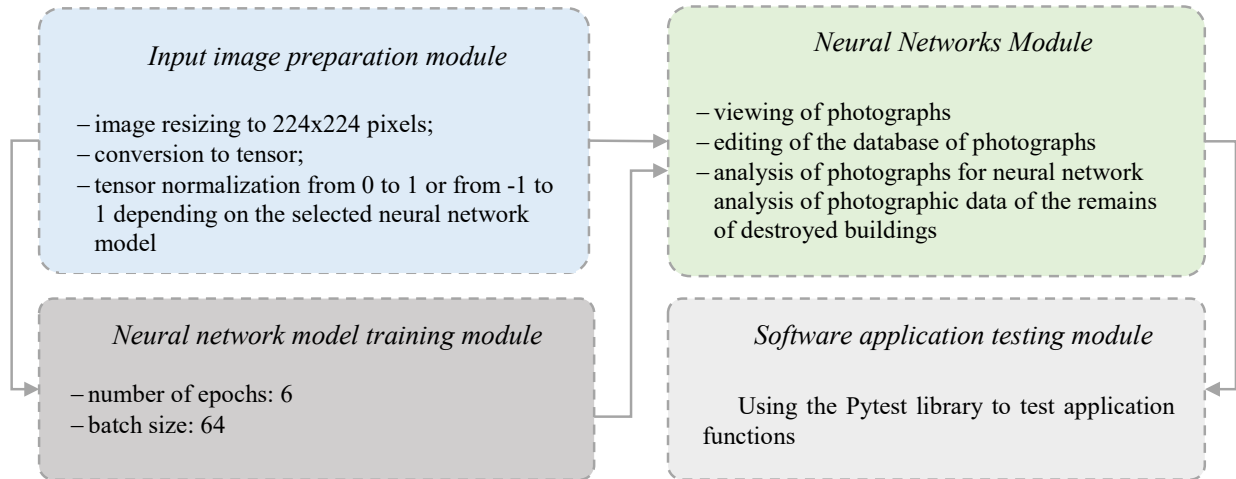 Input image preparation module
– image resizing to 224x224 pixels;
– conversion to tensor;
– tensor normalization from 0 to 1 or from -1 to
1 depending on the selected neural network
model
Neural Networks Module
– viewing of photographs
– editing of the database of photographs
– analysis of photographs for neural network
analysis of photographic data of the remains
of destroyed buildings
Neural network model training module
– number of epochs: 6
– batch size: 64
Software application testing module
Using the Pytest library to test application
functions